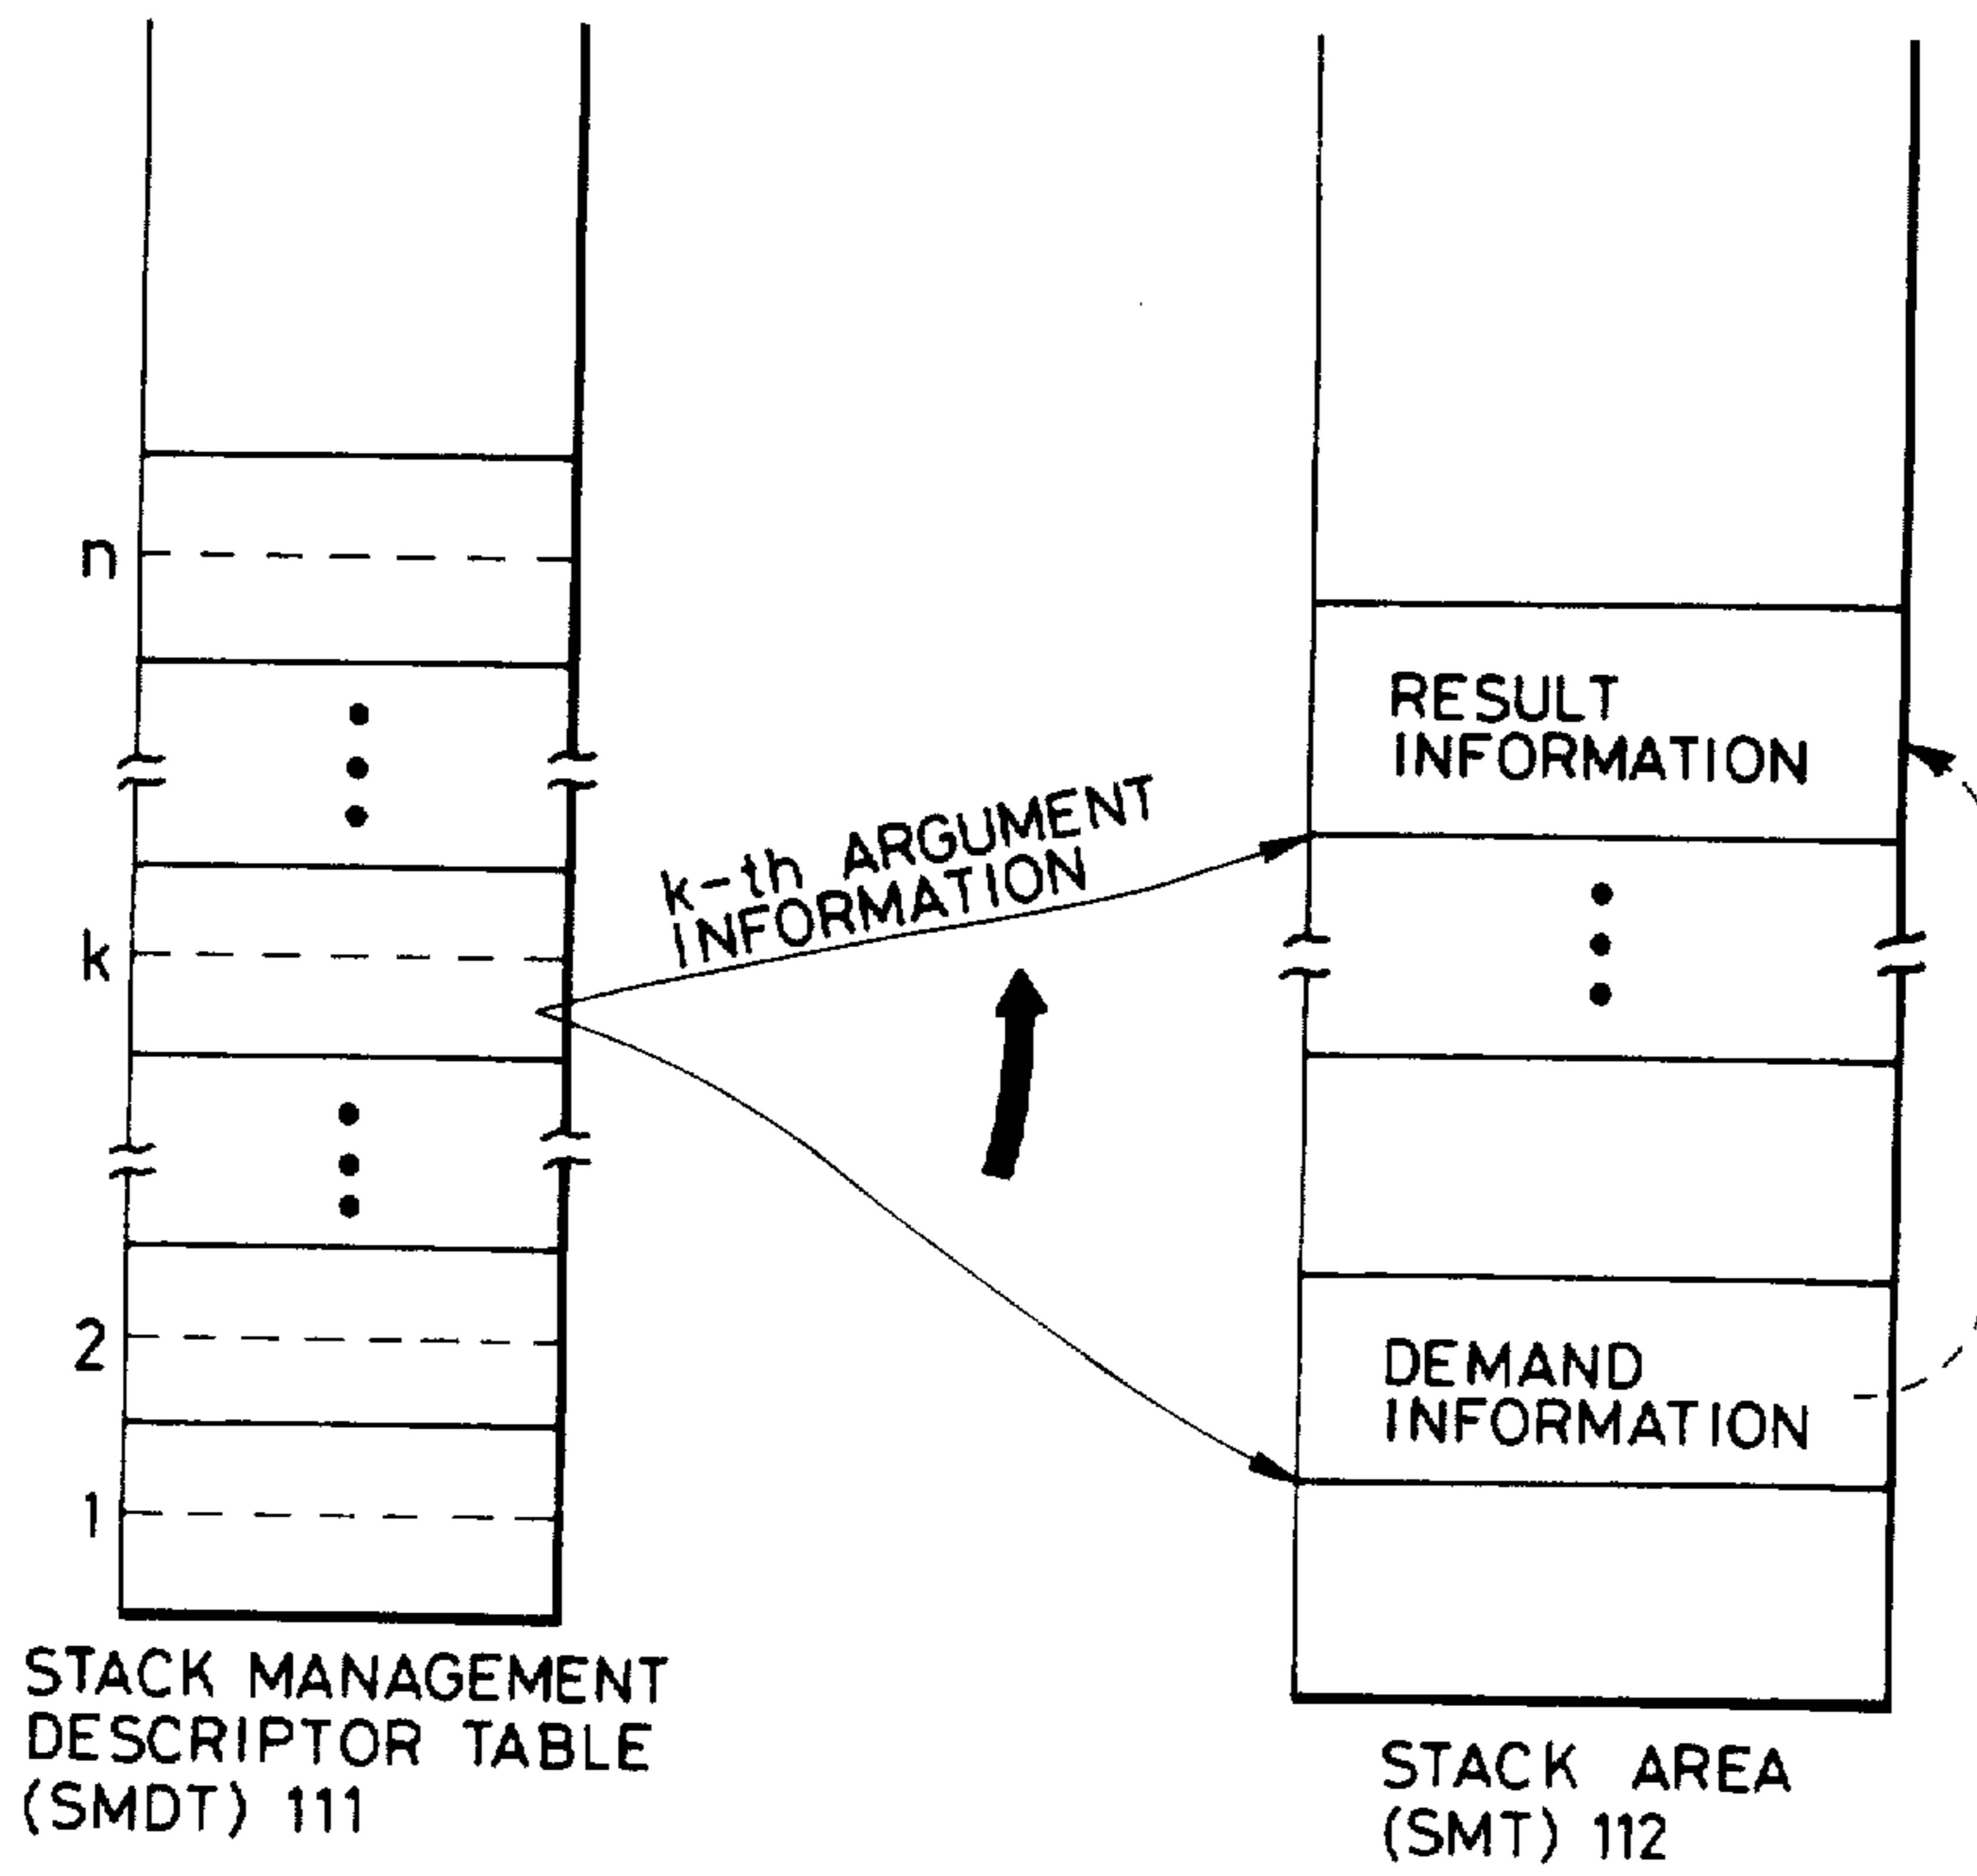 n
RESULT
INFORMATION
k-th ARGUMENT
INFORMATION
k
2
DEMAND
INFORMATION
1
STACK MANAGEMENT
DESCRIPTOR TABLE
(SMDT) 111
STACK AREA
(SMT) 112